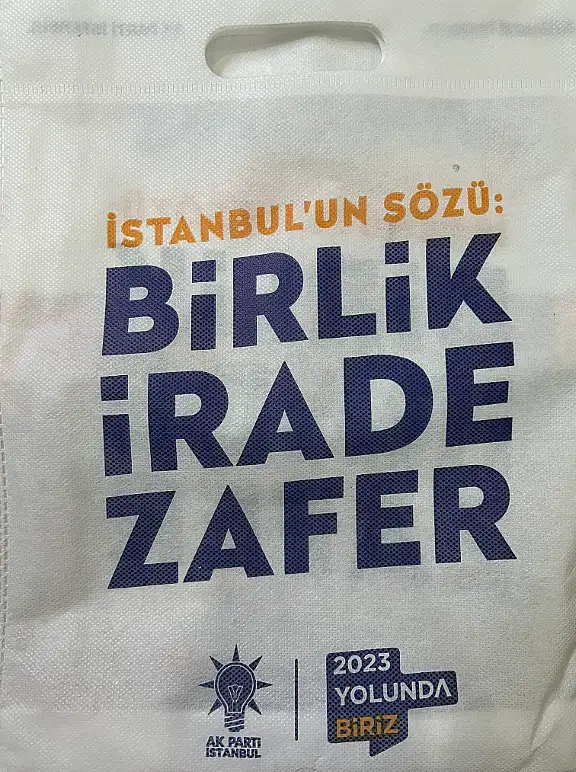 İSTANBUL'UN SÖZÜ:
BiRLiK
iRADE
ZAFER
AK PARTİ
İSTANBUL
2023
YOLUNDA
BiRiZ